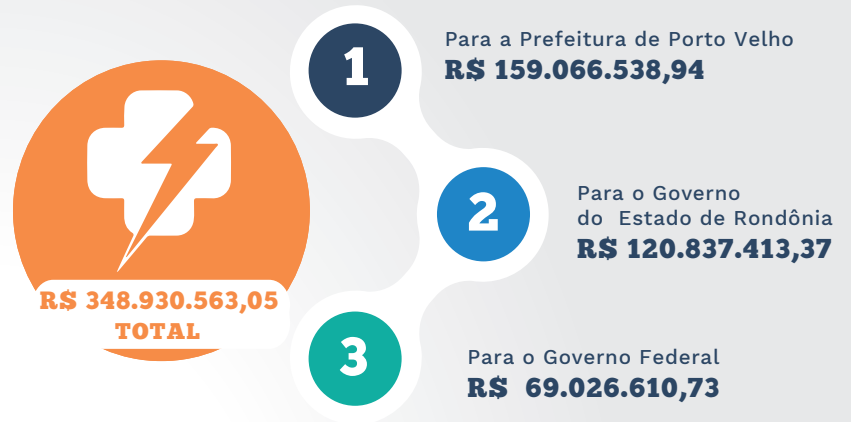 1
Para a Prefeitura de Porto Velho
R$ 159.066.538,94
2
Para o Governo
do Estado de Rondônia
R$ 120.837.413,37
R$ 348.930.563,05
TOTAL
3
Para o Governo Federal
R$ 69.026.610,73